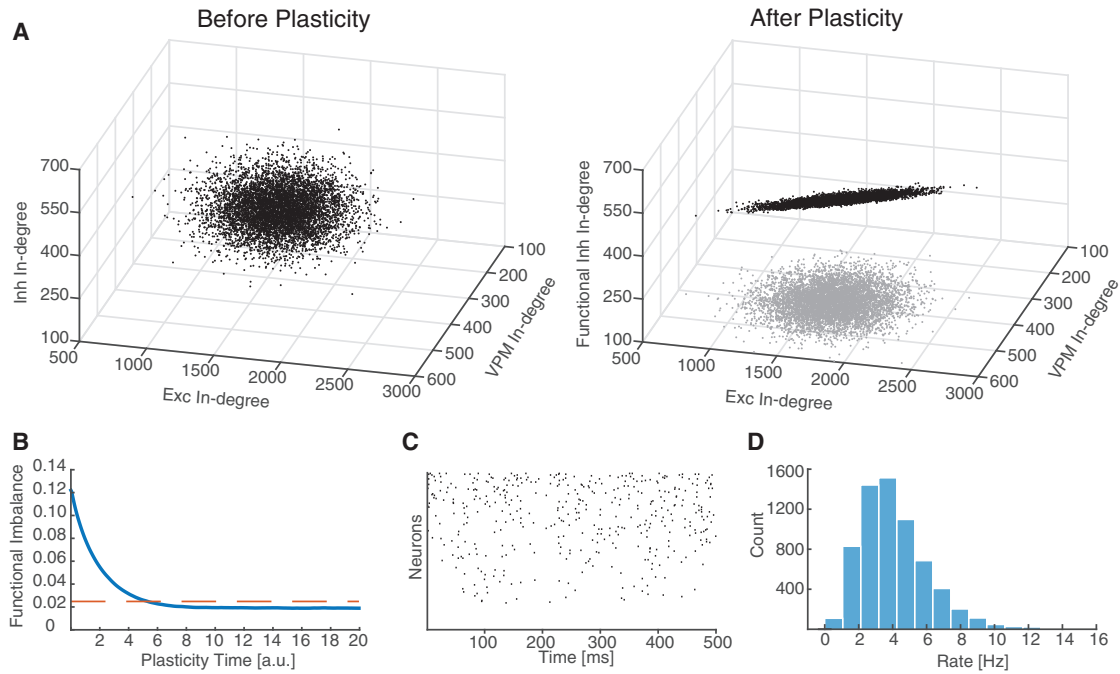 A
Before Plasticity
After Plasticity
Inh In-degree
700
550
400
250
100
500
1000
1500
2000
2500
3000
Exc In-degree
100
200
300
400
500
600
VPM In-degree
Functional Inh In-degree
700
550
400
250
100
500
1000
1500
2000
2500
3000
Exc In-degree
100
200
300
400
500
600
VPM In-degree
B
Functional Imbalance
0.14
0.12
0.10
0.08
0.06
0.04
0.02
0
2 4 6 8 10 12 14 16 18 20
Plasticity Time [a.u.]
C
Neurons
100 200 300 400 500
Time [ms]
D
Count
1600
1200
800
400
0 2 4 6 8 10 12 14 16
Rate [Hz]